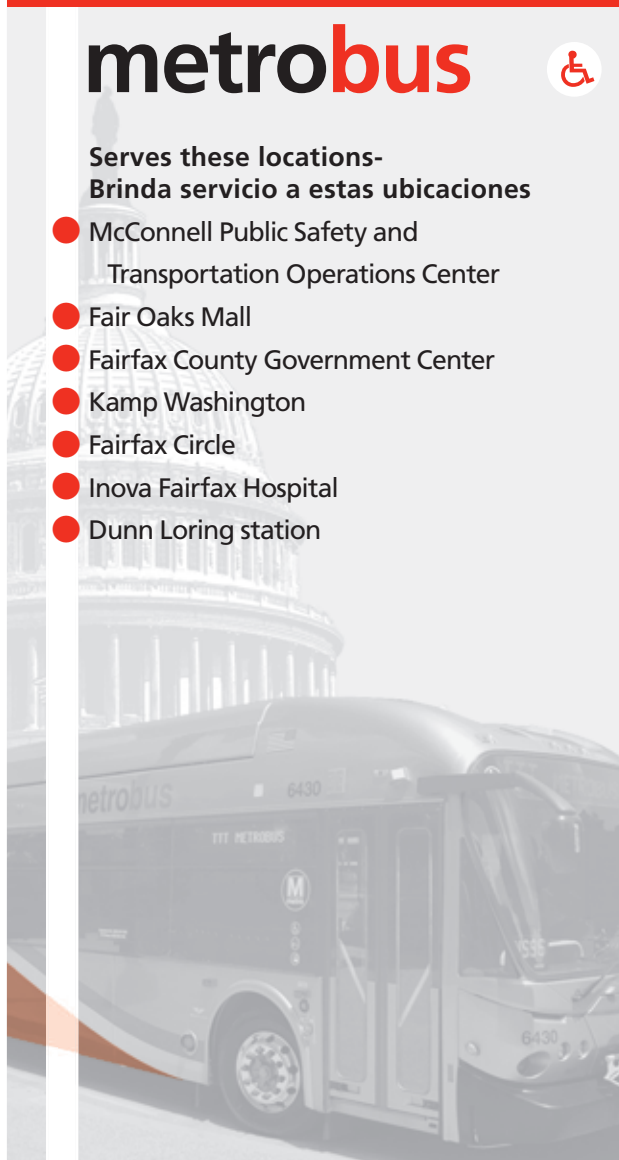 metrobus
Serves these locations-
Brinda servicio a estas ubicaciones
McConnell Public Safety and
Transportation Operations Center
Fair Oaks Mall
Fairfax County Government Center
Kamp Washington
Fairfax Circle
Inova Fairfax Hospital
Dunn Loring station
metrobus
6430
TYT METROBUS
M
6430